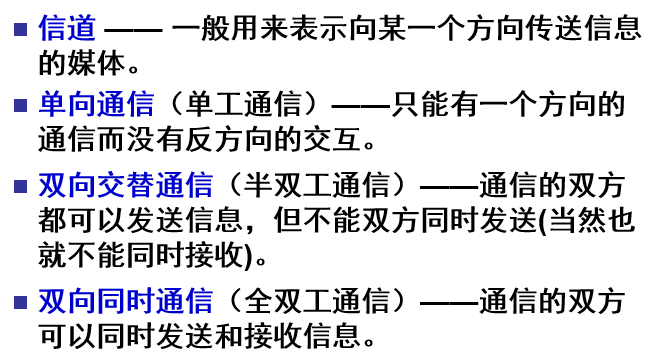 信道 —— 一般用来表示向某一个方向传送信息
的媒体。
单向通信（单工通信）——只能有一个方向的
通信而没有反方向的交互。
双向交替通信（半双工通信）——通信的双方
都可以发送信息，但不能双方同时发送(当然也
就不能同时接收)。
双向同时通信（全双工通信）——通信的双方
可以同时发送和接收信息。